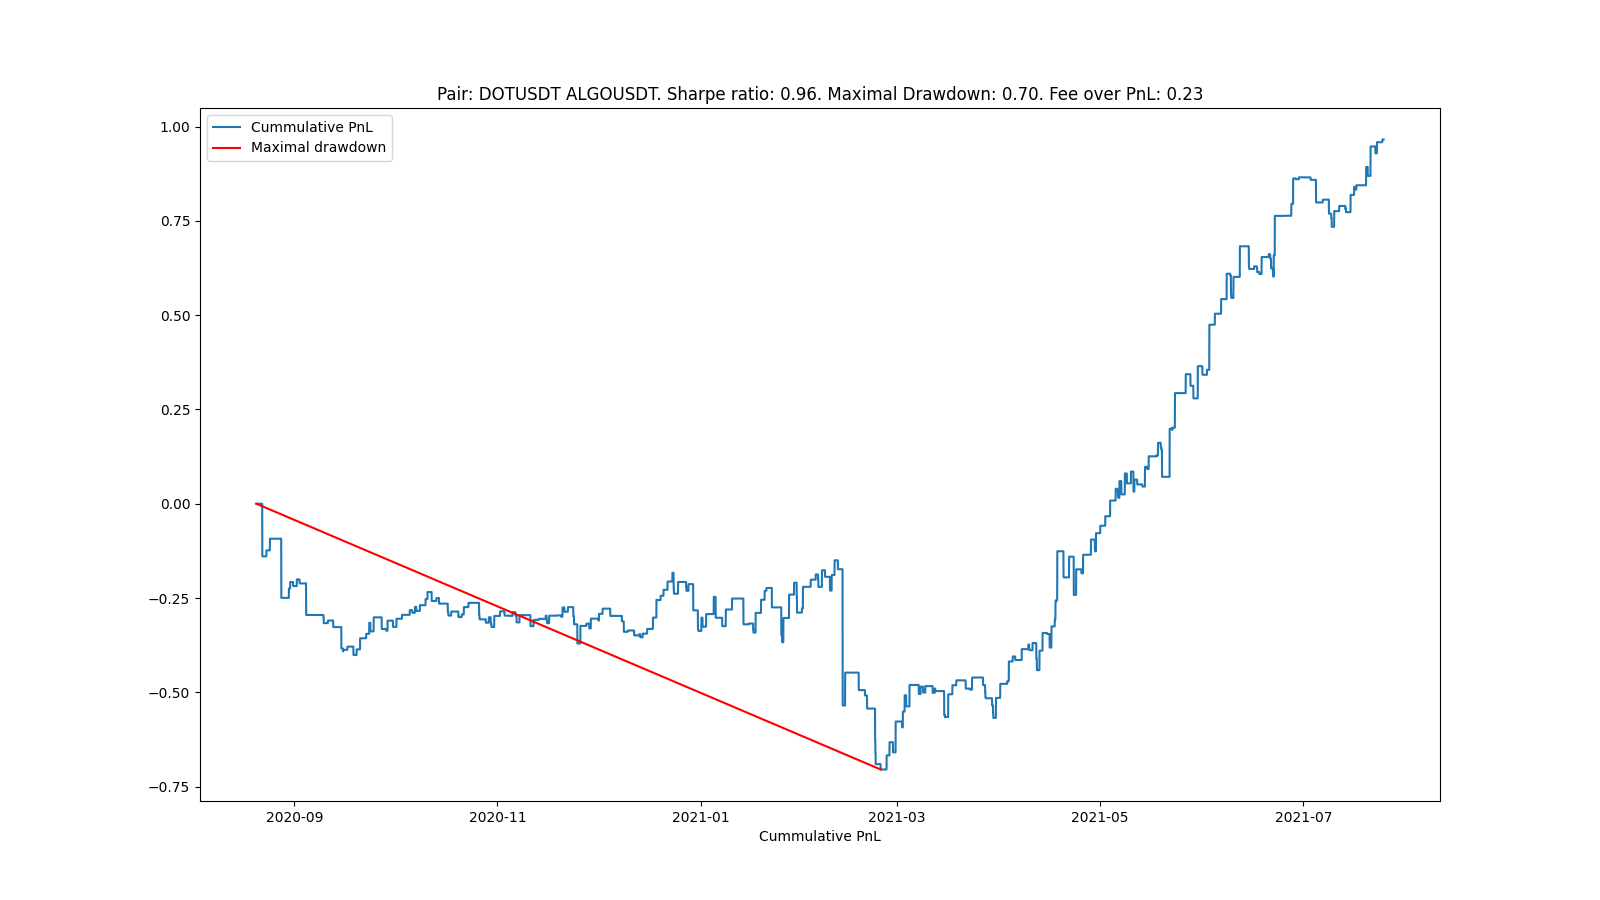 Pair: DOTUSDT ALGOUSDT. Sharpe ratio: 0.96. Maximal Drawdown: 0.70. Fee over PnL: 0.23
Cummulative PnL
Maximal drawdown
1.00
0.75
0.50
0.25
0.00
−0.25
−0.50
−0.75
2020-09 2020-11 2021-01 2021-03 2021-05 2021-07
Cummulative PnL